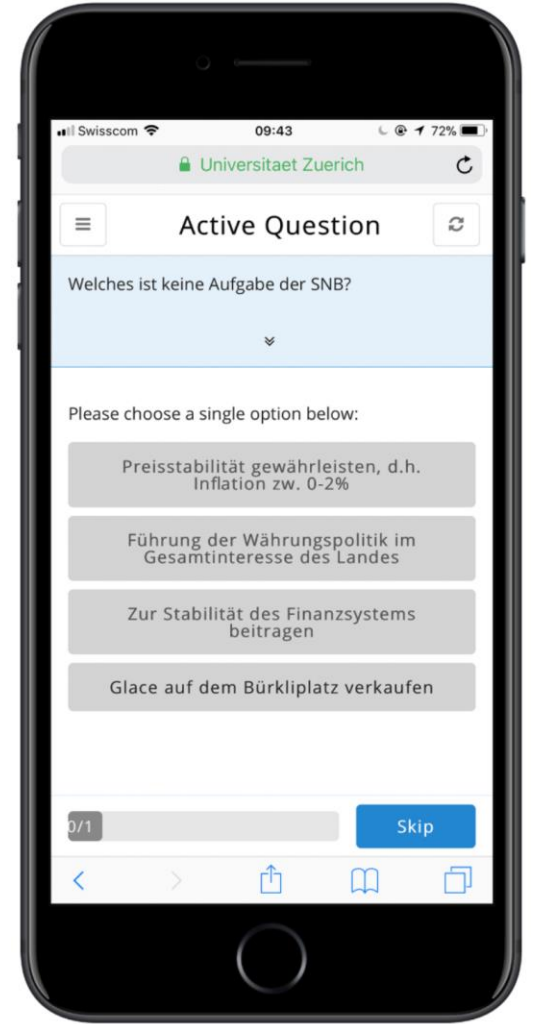 Swisscom 09:43 72%
Universitaet Zuerich
Active Question
Welches ist keine Aufgabe der SNB?
Please choose a single option below:
Preisstabilität gewährleisten, d.h.
Inflation zw. 0-2%
Führung der Währungspolitik im
Gesamtinteresse des Landes
Zur Stabilität des Finanzsystems
beitragen
Glace auf dem Bürkliplatz verkaufen
0/1 Skip